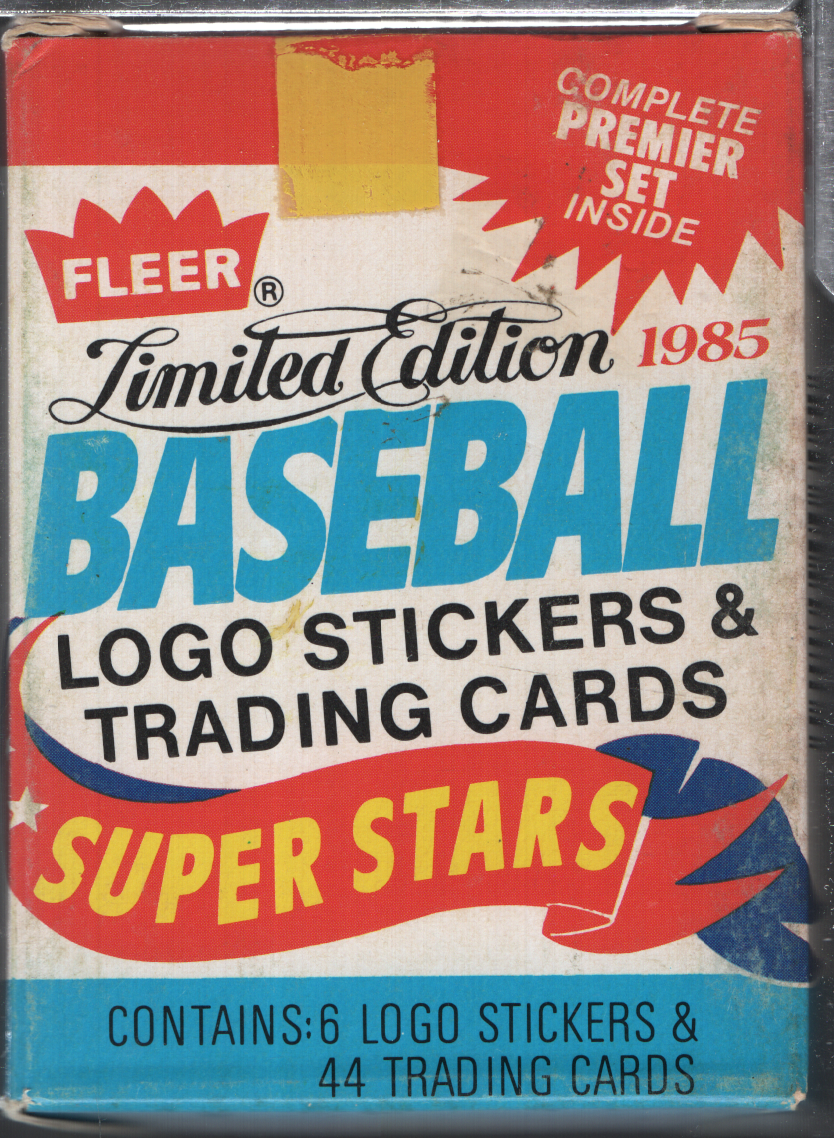 COMPLETE
PREMIER
SET
INSIDE
FLEER®
Limited Edition 1985
BASEBALL
LOGO STICKERS &
TRADING CARDS
SUPER STARS
CONTAINS: 6 LOGO STICKERS &
44 TRADING CARDS